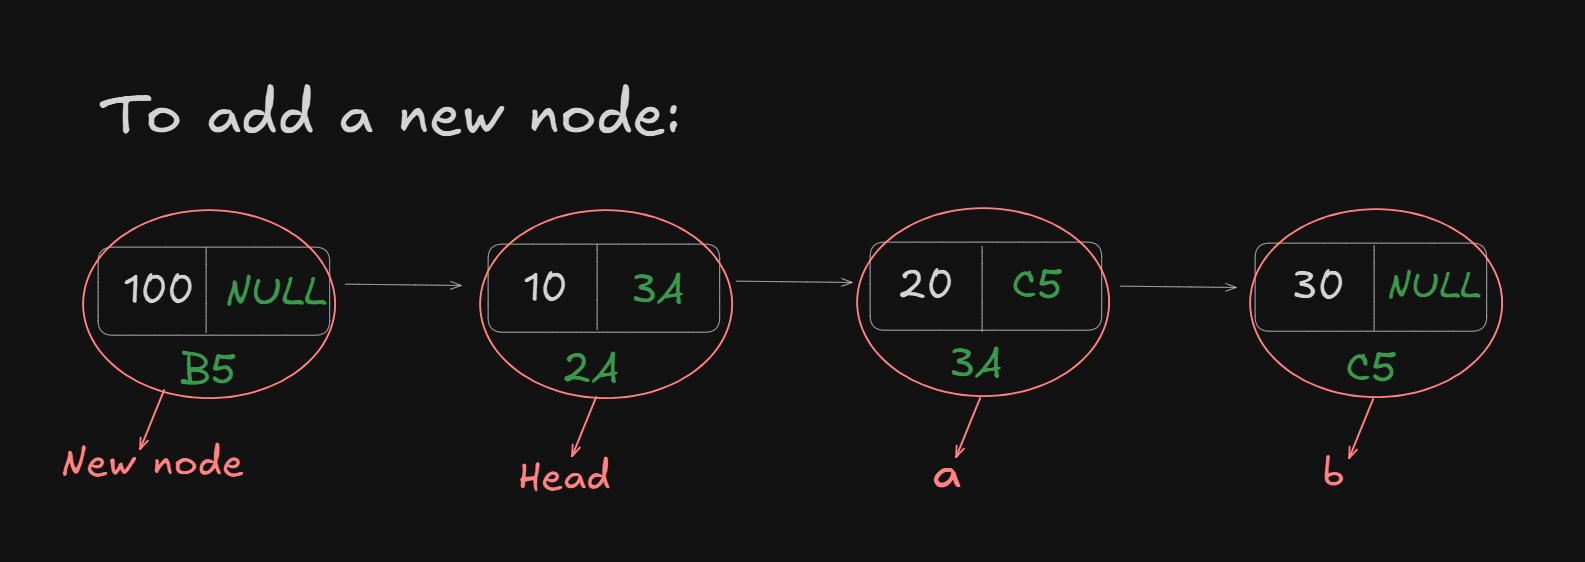 To add a new node:
100 NULL
10 3A
20 C5
30 NULL
B5
2A
3A
C5
New node
Head
a
b